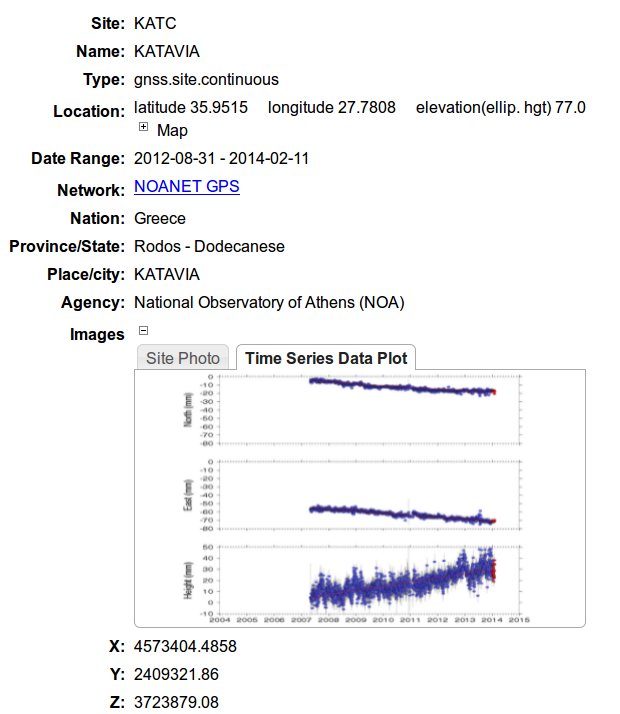 Site: KATC
Name: KATAVIA
Type: gnss.site.continuous
Location: latitude 35.9515 longitude 27.7808 elevation(ellip. hgt) 77.0
Map
Date Range: 2012-08-31 - 2014-02-11
Network: NOANET GPS
Nation: Greece
Province/State: Rodos - Dodecanese
Place/city: KATAVIA
Agency: National Observatory of Athens (NOA)
Images
Site Photo Time Series Data Plot
0
-10
-20
-30
-40
-50
-60
-70
-80
North (mm)
0
-10
-20
-30
-40
-50
-60
-70
-80
East (mm)
50
40
30
20
10
0
-10
Height (mm)
2004 2005 2006 2007 2008 2009 2010 2011 2012 2013 2014 2015
X: 4573404.4858
Y: 2409321.86
Z: 3723879.08